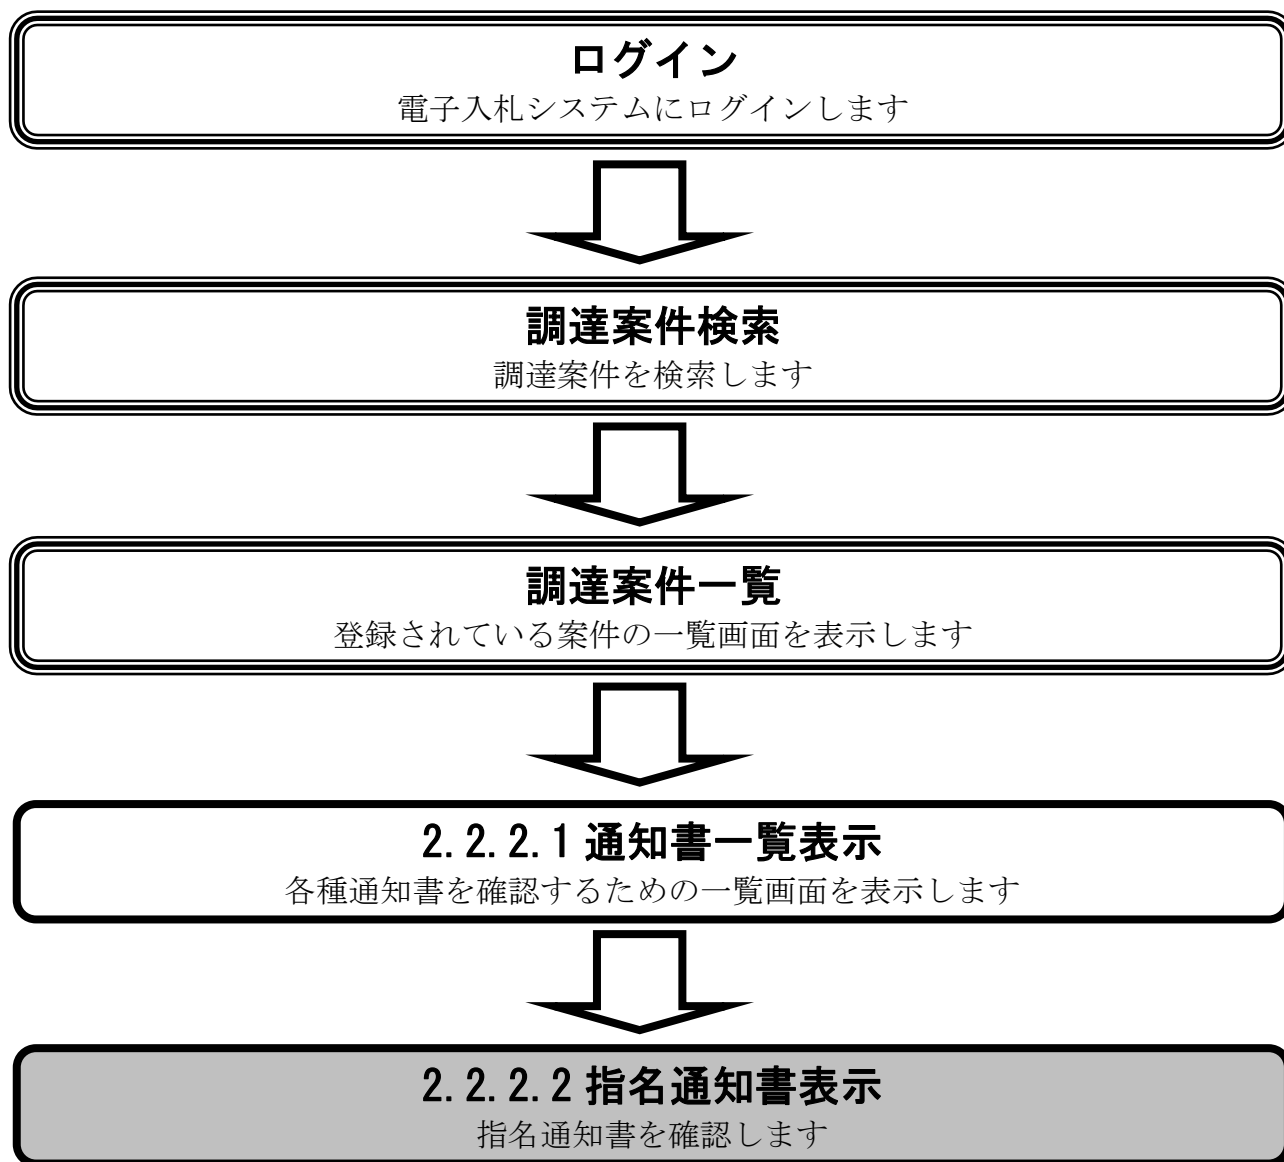 ログイン
電子入札システムにログインします
調達案件検索
調達案件を検索します
調達案件一覧
登録されている案件の一覧画面を表示します
2.2.2.1 通知書一覧表示
各種通知書を確認するための一覧画面を表示します
2.2.2.2 指名通知書表示
指名通知書を確認します